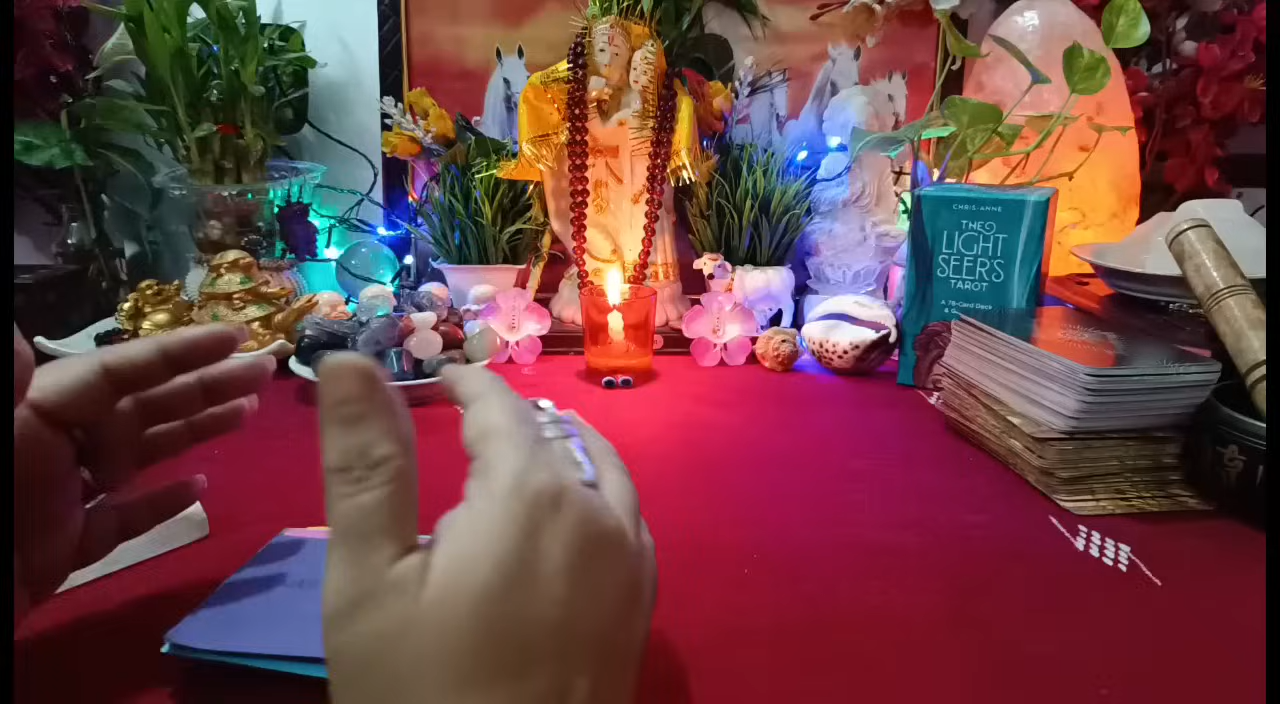 CHRIS-ANNE
THE
LIGHT
SEER'S
TAROT
A 78-Card Deck
& G